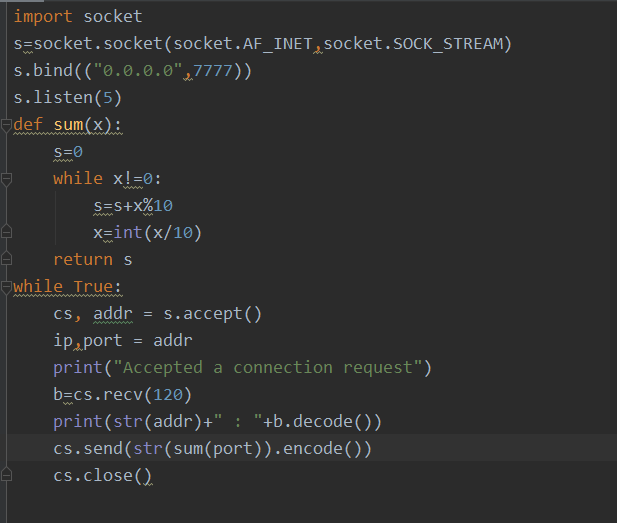 import socket
s=socket.socket(socket.AF_INET,socket.SOCK_STREAM)
s.bind(("0.0.0.0",7777))
s.listen(5)
def sum(x):
    s=0
    while x!=0:
        s=s+x%10
        x=int(x/10)
    return s
while True:
    cs, addr = s.accept()
    ip,port = addr
    print("Accepted a connection request")
    b=cs.recv(120)
    print(str(addr)+" : "+b.decode())
    cs.send(str(sum(port)).encode())
    cs.close()